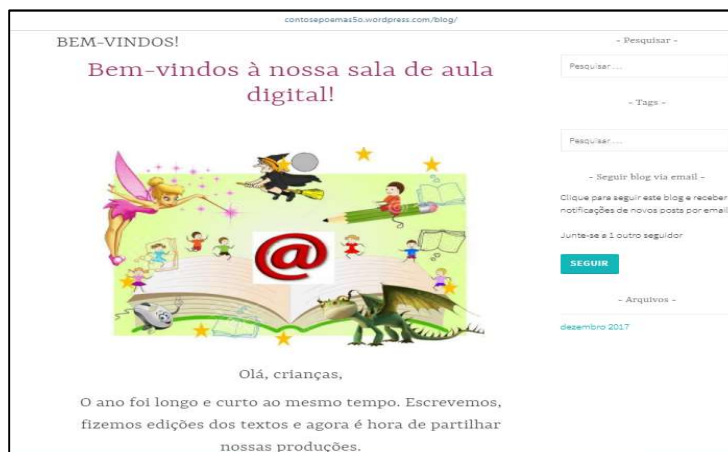 contosepoemas5o.wordpress.com/blog/
BEM-VINDOS!
Bem-vindos à nossa sala de aula
digital!
@
Olá, crianças,
O ano foi longo e curto ao mesmo tempo. Escrevemos,
fizemos edições dos textos e agora é hora de partilhar
nossas produções.
- Pesquisar -
Pesquisar …
- Tags -
Pesquisar …
- Seguir blog via email -
Clique para seguir este blog e receber
notificações de novos posts por email
Junte-se a 1 outro seguidor
SEGUIR
- Arquivos -
dezembro 2017